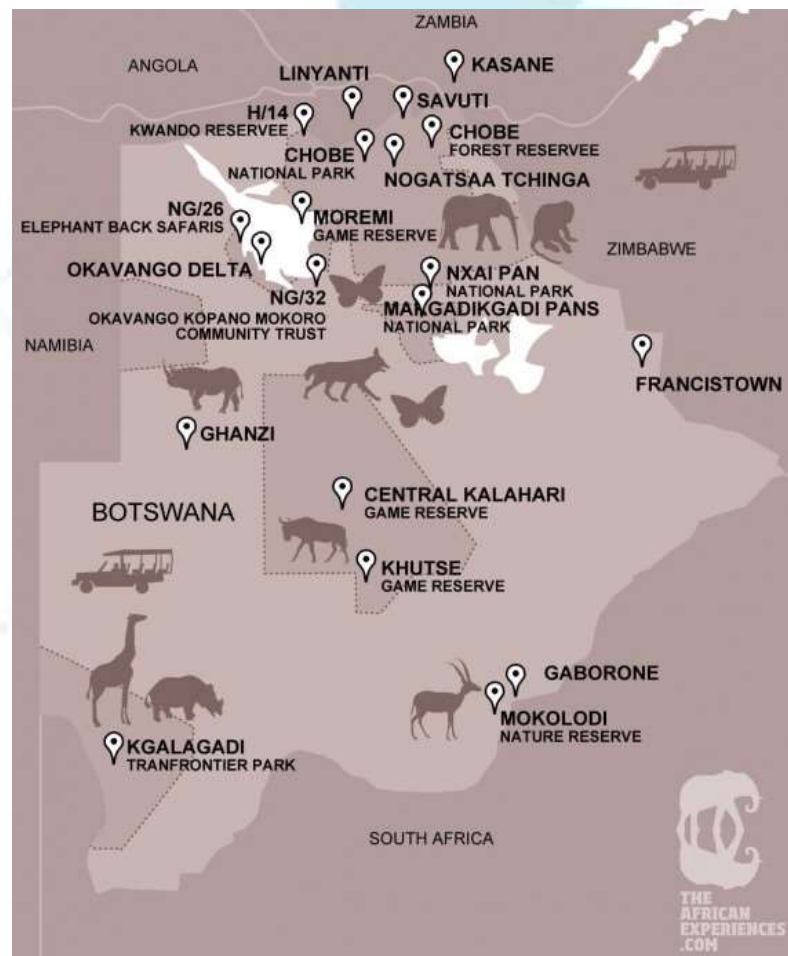 ZAMBIA
ANGOLA
KASANE
LINYANTI
SAVUTI
H/14
KWANDO RESERVEE
CHOBE
FOREST RESERVEE
CHOBE
NATIONAL PARK
NOGATSAA TCHINGA
NG/26
ELEPHANT BACK SAFARIS
MOREMI
GAME RESERVE
ZIMBABWE
OKAVANGO DELTA
NXAI PAN
NATIONAL PARK
NG/32
OKAVANGO KOPANO MOKORO
COMMUNITY TRUST
MANGADIKGADI PANS
NATIONAL PARK
NAMIBIA
FRANCISTOWN
GHANZI
CENTRAL KALAHARI
GAME RESERVE
BOTSWANA
KHUTSE
GAME RESERVE
GABORONE
MOKOLODI
NATURE RESERVE
KGALAGADI
TRANFRONTIER PARK
SOUTH AFRICA
THE
AFRICAN
EXPERIENCES
.COM